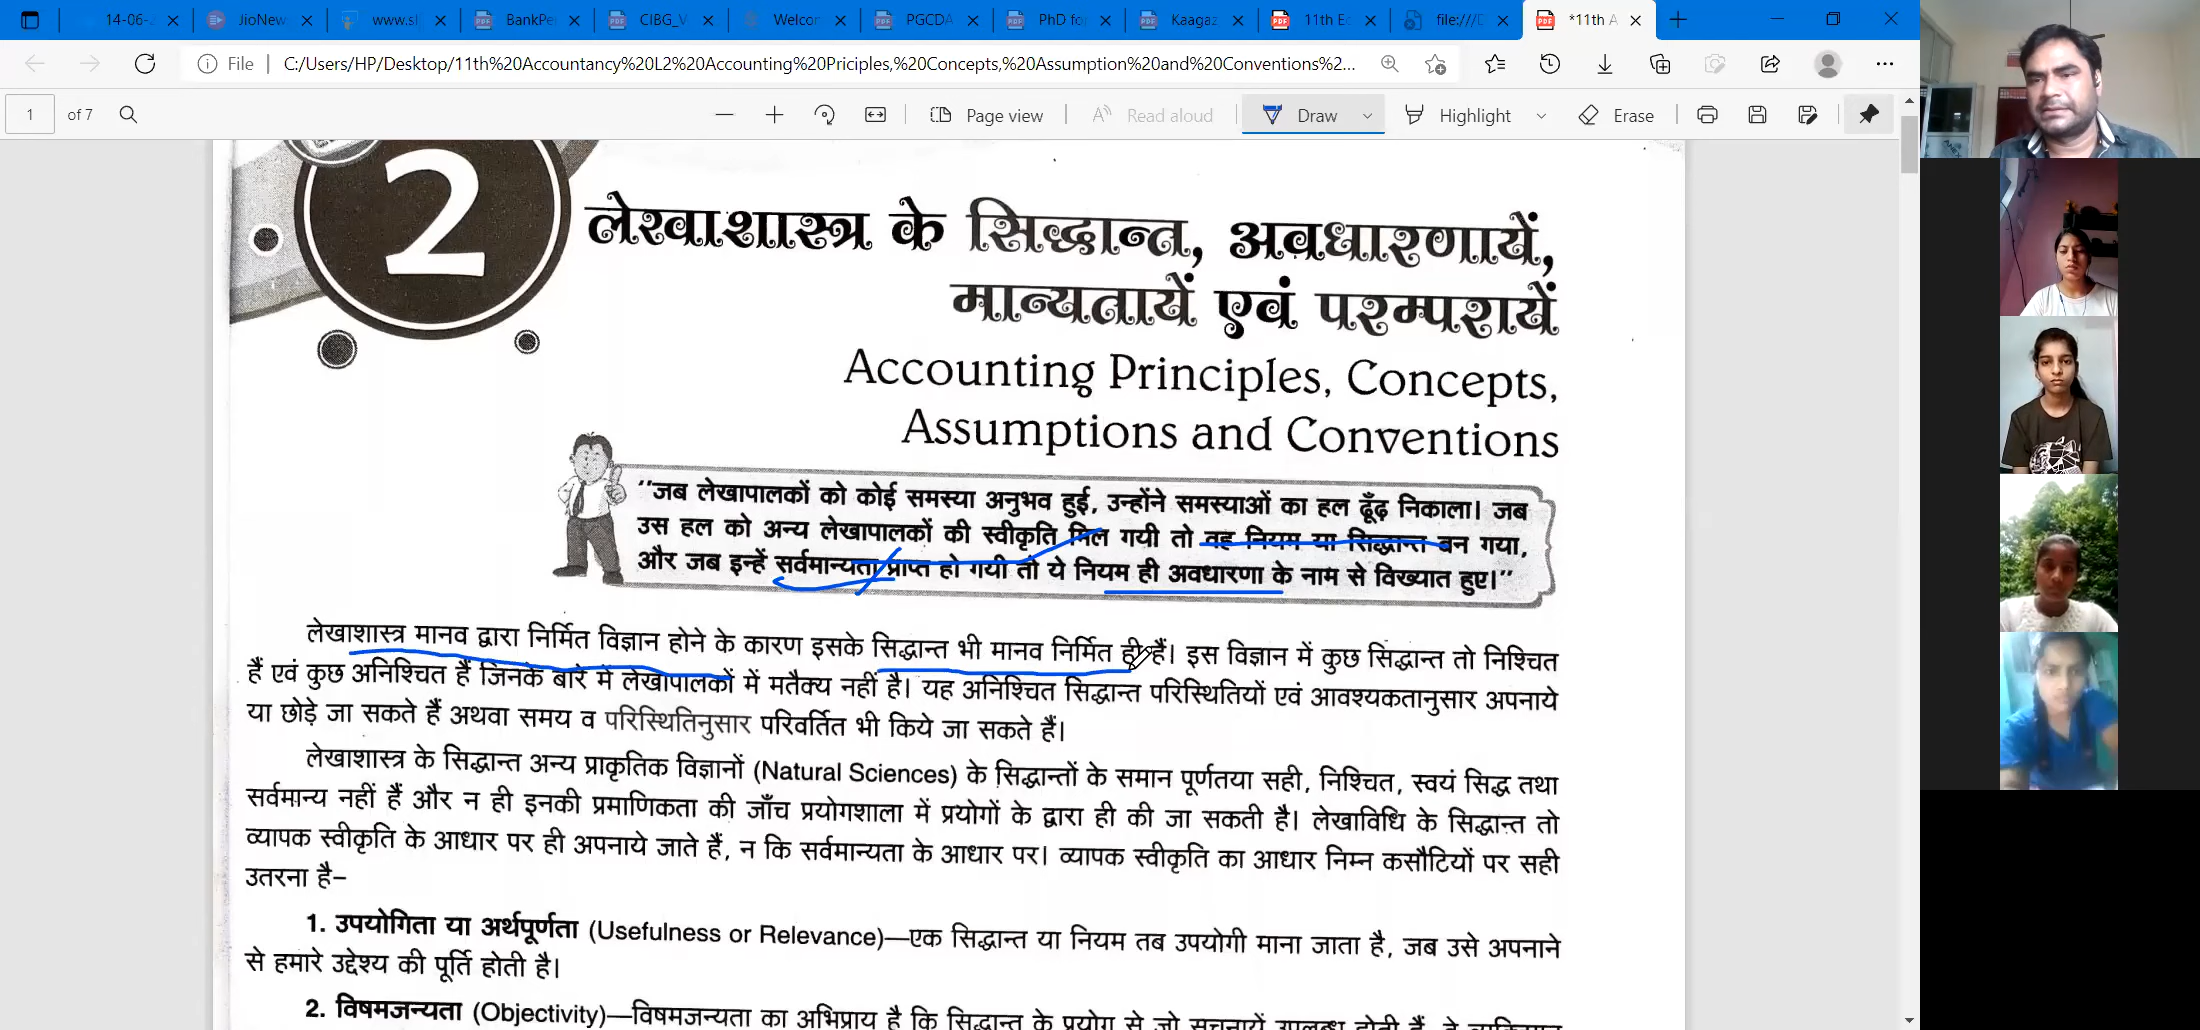 14-06-
JioNew
www.sl
BankPe
CIBG_V
Welcor
PGCDA
PhD fo
Kaagaz
11th Ec
file:///D
*11th A
File
C:/Users/HP/Desktop/11th%20Accountancy%20L2%20Accounting%20Priciples,%20Concepts,%20Assumption%20and%20Conventions%2...
1 of 7
Page view
Read aloud
Draw
Highlight
Erase
2
लेखाशास्त्र के सिद्धान्त, अवधारणायें,
मान्यतायें एवं परम्परायें
Accounting Principles, Concepts,
Assumptions and Conventions
''जब लेखापालकों को कोई समस्या अनुभव हुई, उन्होंने समस्याओं का हल ढूँढ़ निकाला। जब
उस हल को अन्य लेखापालकों की स्वीकृति मिल गयी तो वह नियम या सिद्धान्त बन गया,
और जब इन्हें सर्वमान्यता प्राप्त हो गयी तो ये नियम ही अवधारणा के नाम से विख्यात हुए।''
लेखाशास्त्र मानव द्वारा निर्मित विज्ञान होने के कारण इसके सिद्धान्त भी मानव निर्मित ही हैं। इस विज्ञान में कुछ सिद्धान्त तो निश्चित
हैं एवं कुछ अनिश्चित हैं जिनके बारे में लेखापालकों में मतैक्य नहीं है। यह अनिश्चित सिद्धान्त परिस्थितियों एवं आवश्यकतानुसार अपनाये
या छोड़े जा सकते हैं अथवा समय व परिस्थितिनुसार परिवर्तित भी किये जा सकते हैं।
लेखाशास्त्र के सिद्धान्त अन्य प्राकृतिक विज्ञानों (Natural Sciences) के सिद्धान्तों के समान पूर्णतया सही, निश्चित, स्वयं सिद्ध तथा
सर्वमान्य नहीं हैं और न ही इनकी प्रमाणिकता की जाँच प्रयोगशाला में प्रयोगों के द्वारा ही की जा सकती है। लेखाविधि के सिद्धान्त तो
व्यापक स्वीकृति के आधार पर ही अपनाये जाते हैं, न कि सर्वमान्यता के आधार पर। व्यापक स्वीकृति का आधार निम्न कसौटियों पर सही
उतरना है–
1. उपयोगिता या अर्थपूर्णता (Usefulness or Relevance)—एक सिद्धान्त या नियम तब उपयोगी माना जाता है, जब उसे अपनाने
से हमारे उद्देश्य की पूर्ति होती है।
2. विषमजन्यता (Objectivity)—विषमजन्यता का अभिप्राय है कि सिद्धान्त के प्रयोग से जो सूचनायें उपलब्ध होती हैं, वे